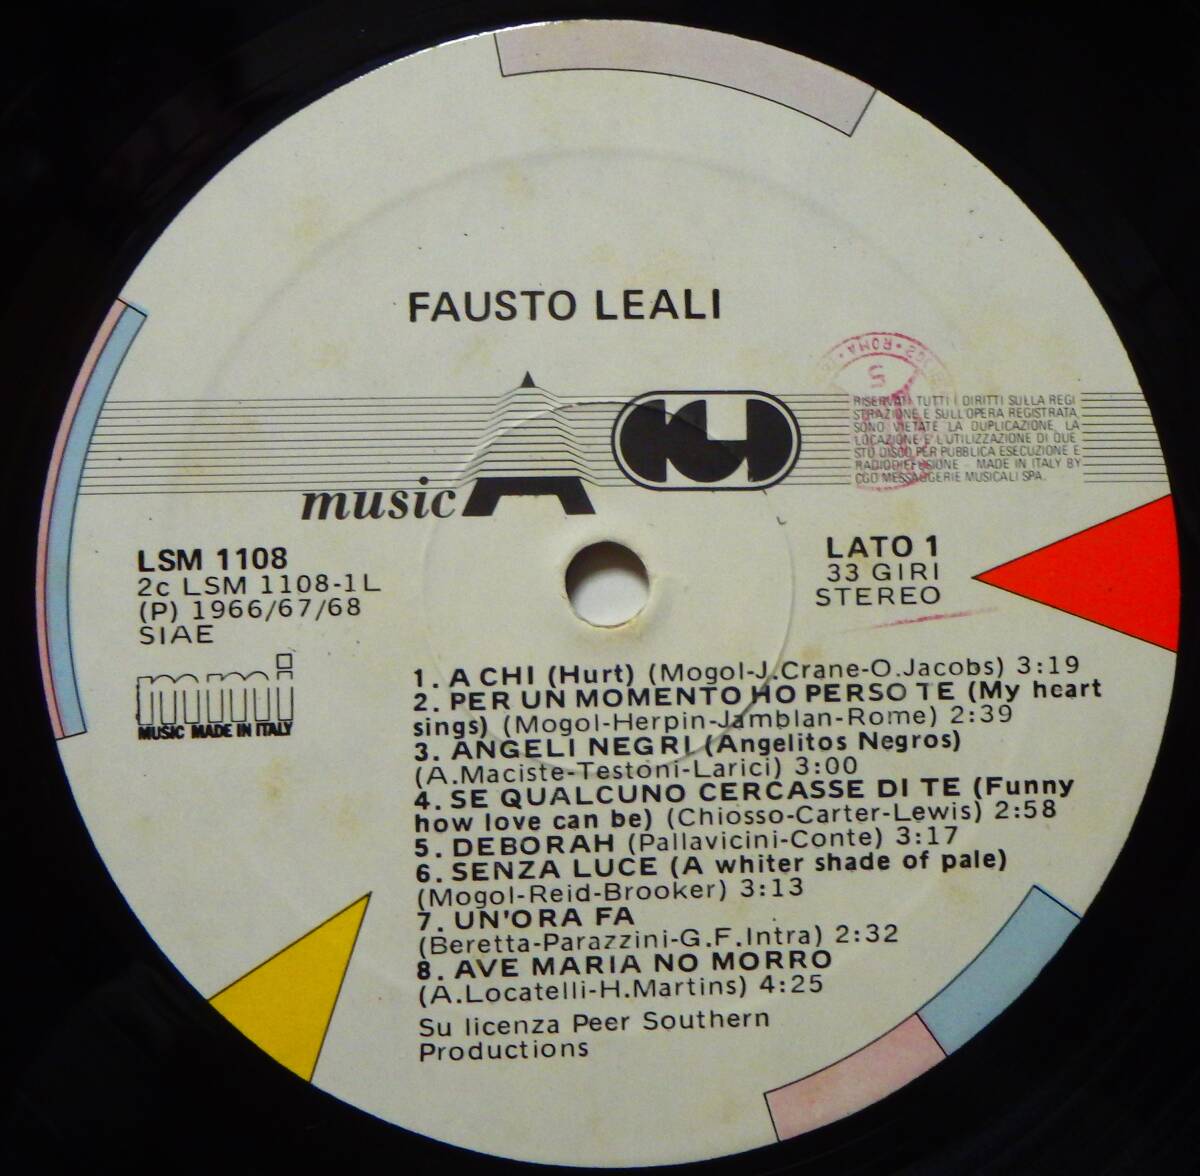 FAUSTO LEALI
music A
CGD
RISERVATI TUTTI I DIRITTI SULLA REGI
STRAZIONE E SULL'OPERA REGISTRATA
SONO VIETATE LA DUPLICAZIONE, LA
LOCAZIONE E L'UTILIZZAZIONE DI QUE
STO DISCO PER PUBBLICA ESECUZIONE E
RADIODIFFUSIONE - MADE IN ITALY BY
CGD MESSAGGERIE MUSICALI SPA.
LSM 1108
2c LSM 1108-1L
(P) 1966/67/68
SIAE
LATO 1
33 GIRI
STEREO
mmi
MUSIC MADE IN ITALY
1. A CHI (Hurt) (Mogol-J.Crane-O.Jacobs) 3:19
2. PER UN MOMENTO HO PERSO TE (My heart
sings) (Mogol-Herpin-Jamblan-Rome) 2:39
3. ANGELI NEGRI (Angelitos Negros)
(A.Maciste-Testoni-Larici) 3:00
4. SE QUALCUNO CERCASSE DI TE (Funny
how love can be) (Chiosso-Carter-Lewis) 2:58
5. DEBORAH (Pallavicini-Conte) 3:17
6. SENZA LUCE (A whiter shade of pale)
(Mogol-Reid-Brooker) 3:13
7. UN'ORA FA
(Beretta-Parazzini-G.F.Intra) 2:32
8. AVE MARIA NO MORRO
(A.Locatelli-H.Martins) 4:25
Su licenza Peer Southern
Productions
ROMA
S